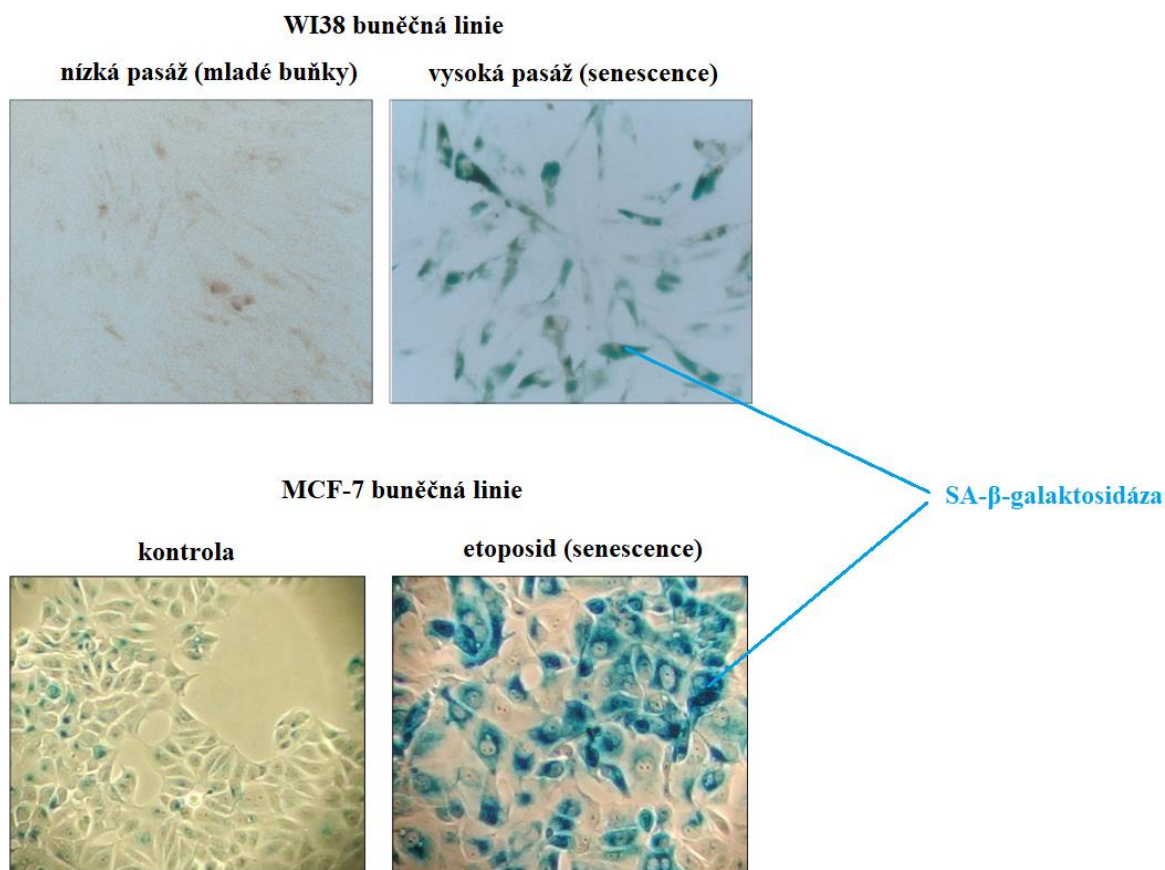 WI38 buněčná linie
nízká pasáž (mladé buňky)
vysoká pasáž (senescence)
MCF-7 buněčná linie
SA-β-galaktosidáza
kontrola
etoposid (senescence)